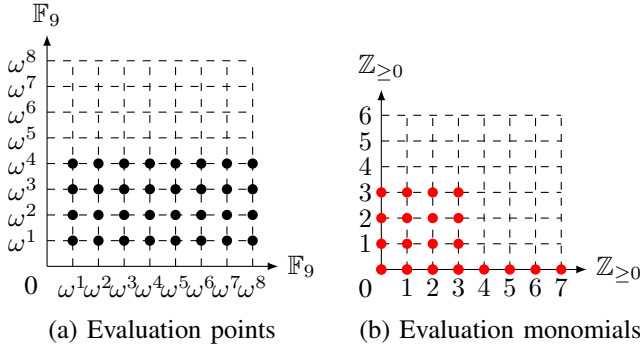 𝔽₉
ω⁸
ω⁷
ω⁶
ω⁵
ω⁴
ω³
ω²
ω¹
0
ω¹ω²ω³ω⁴ω⁵ω⁶ω⁷ω⁸
𝔽₉
(a) Evaluation points
ℤ≥0
6
5
4
3
2
1
0
1 2 3 4 5 6 7
ℤ≥0
(b) Evaluation monomials